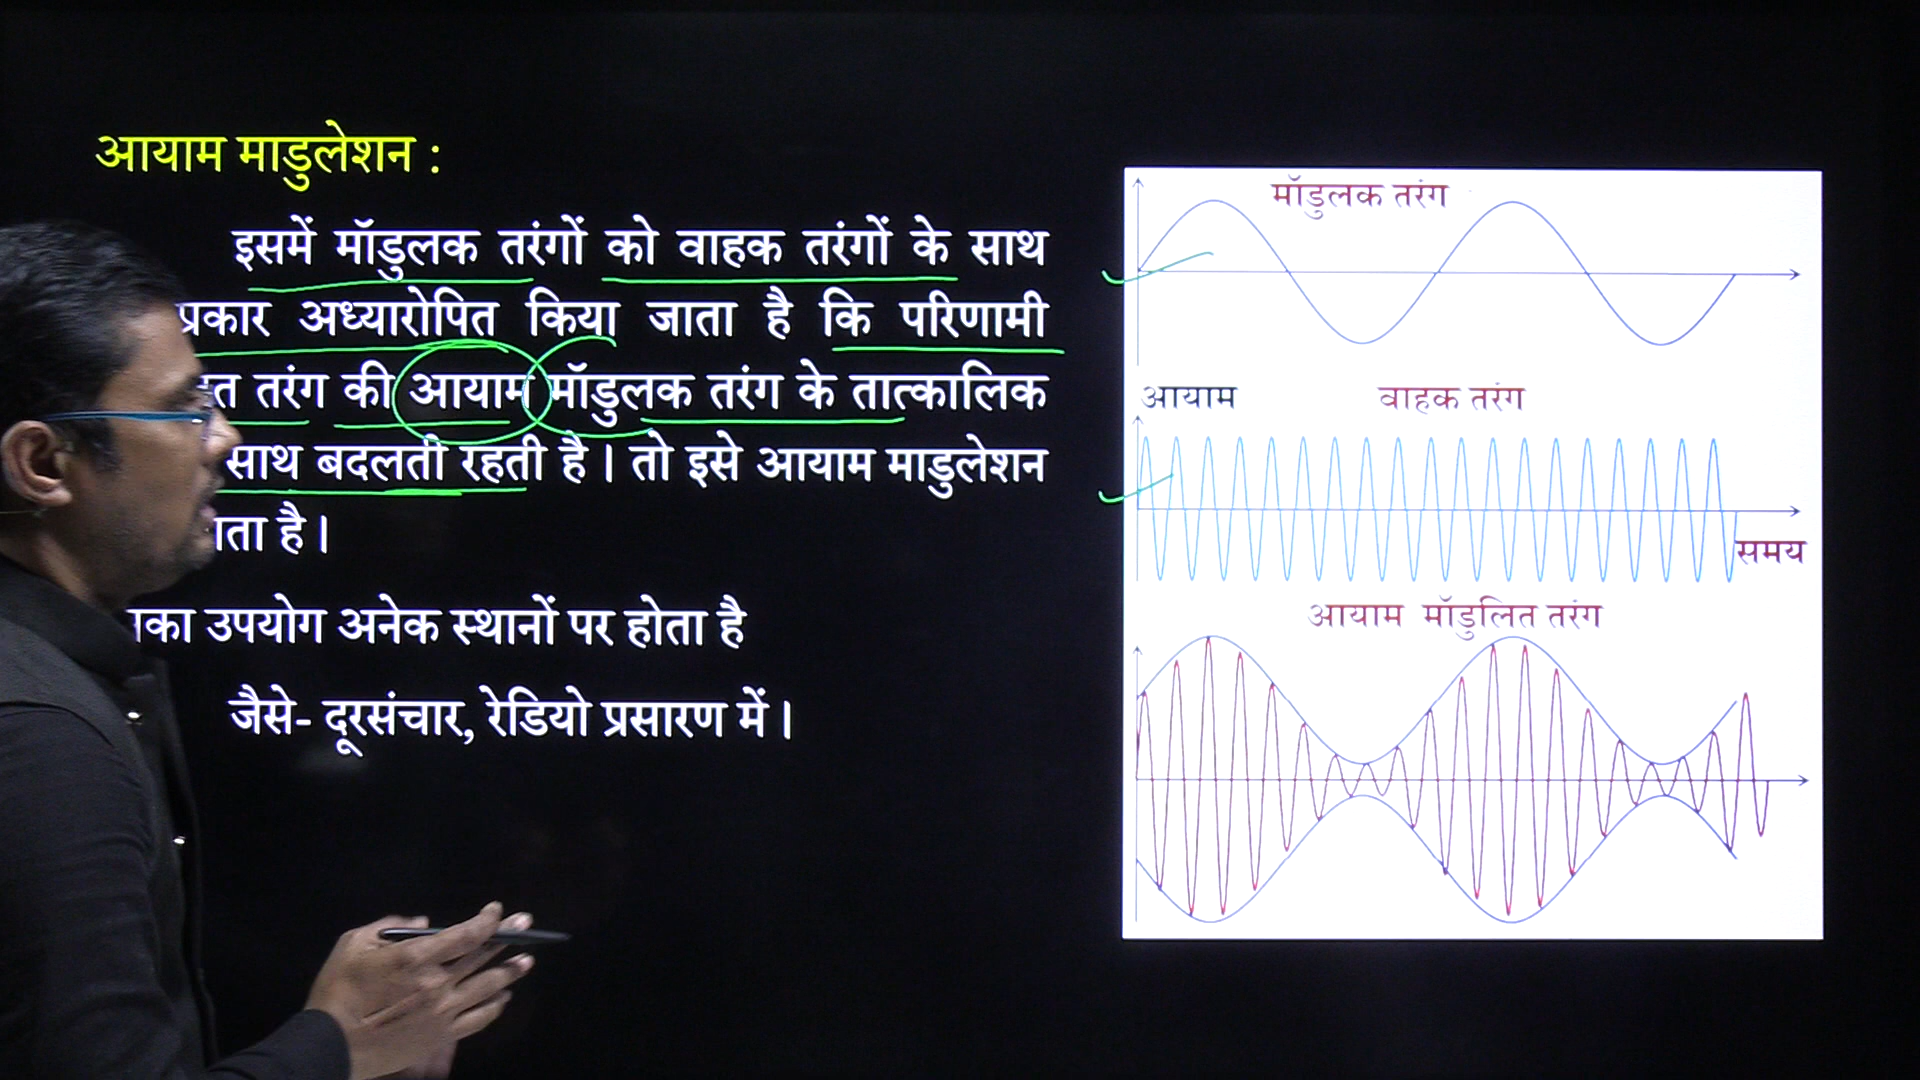 आयाम माडुलेशन :
इसमें मॉडुलक तरंगों को वाहक तरंगों के साथ
प्रकार अध्यारोपित किया जाता है कि परिणामी
तरंग की आयाम मॉडुलक तरंग के तात्कालिक
साथ बदलती रहती है। तो इसे आयाम माडुलेशन
है।
उपयोग अनेक स्थानों पर होता है
जैसे- दूरसंचार, रेडियो प्रसारण में।
मॉडुलक तरंग
आयाम वाहक तरंग
समय
आयाम मॉडुलित तरंग